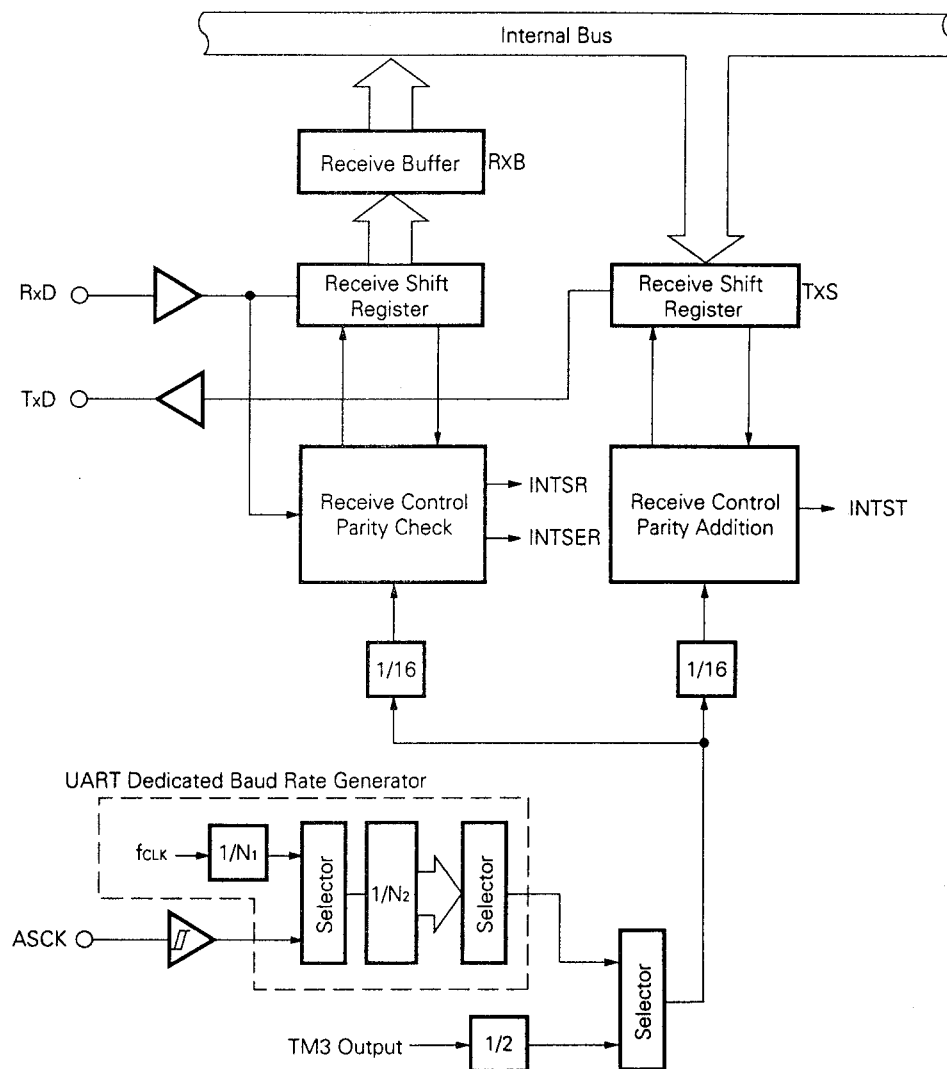 Internal Bus
Receive Buffer
RXB
Receive Shift
Register
Receive Shift
Register
TxS
RxD
TxD
Receive Control
Parity Check
INTSR
INTSER
Receive Control
Parity Addition
INTST
1/16
1/16
UART Dedicated Baud Rate Generator
fCLK
1/N1
Selector
1/N2
Selector
ASCK
Selector
TM3 Output
1/2